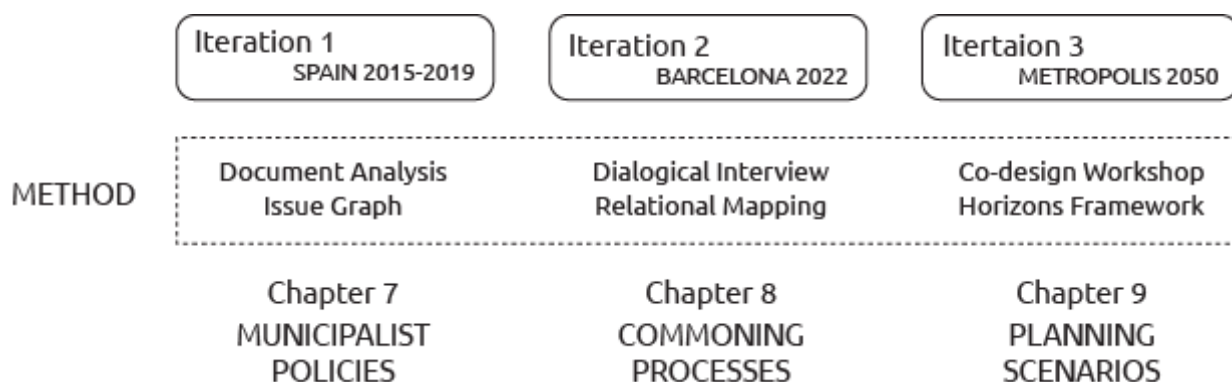 Iteration 1
SPAIN 2015-2019
Iteration 2
BARCELONA 2022
Itertaion 3
METROPOLIS 2050
METHOD
Document Analysis
Issue Graph
Dialogical Interview
Relational Mapping
Co-design Workshop
Horizons Framework
Chapter 7
MUNICIPALIST
POLICIES
Chapter 8
COMMONING
PROCESSES
Chapter 9
PLANNING
SCENARIOS